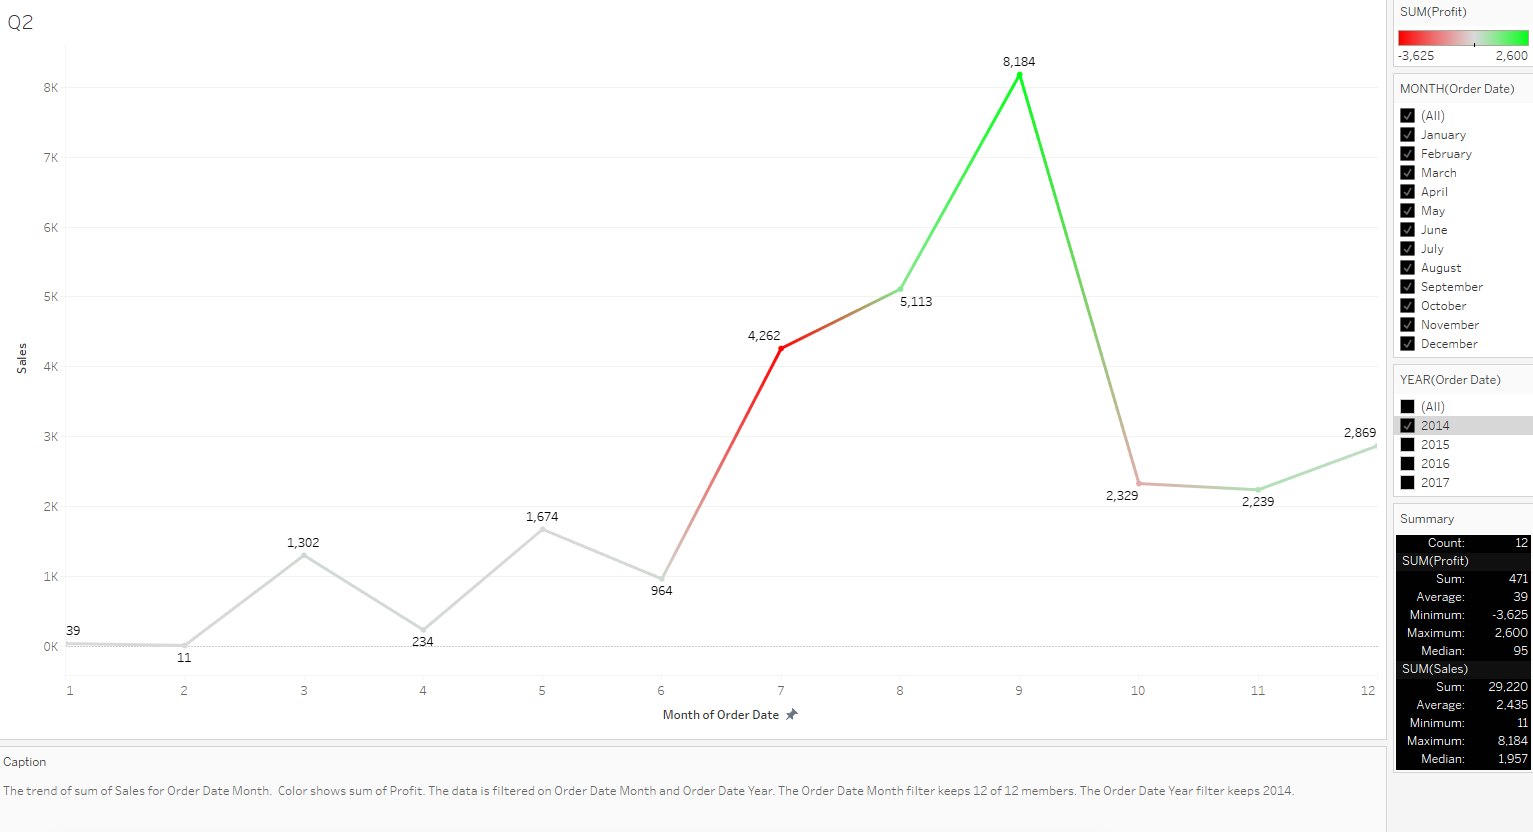 Q2
Sales
8K
7K
6K
5K
4K
3K
2K
1K
0K
39
11
1,302
234
1,674
964
4,262
5,113
8,184
2,329
2,239
2,869
1 2 3 4 5 6 7 8 9 10 11 12
Month of Order Date
Caption
The trend of sum of Sales for Order Date Month. Color shows sum of Profit. The data is filtered on Order Date Month and Order Date Year. The Order Date Month filter keeps 12 of 12 members. The Order Date Year filter keeps 2014.
SUM(Profit)
-3,625 2,600
MONTH(Order Date)
(All)
January
February
March
April
May
June
July
August
September
October
November
December
YEAR(Order Date)
(All)
2014
2015
2016
2017
Summary
Count: 12
SUM(Profit)
Sum: 471
Average: 39
Minimum: -3,625
Maximum: 2,600
Median: 95
SUM(Sales)
Sum: 29,220
Average: 2,435
Minimum: 11
Maximum: 8,184
Median: 1,957